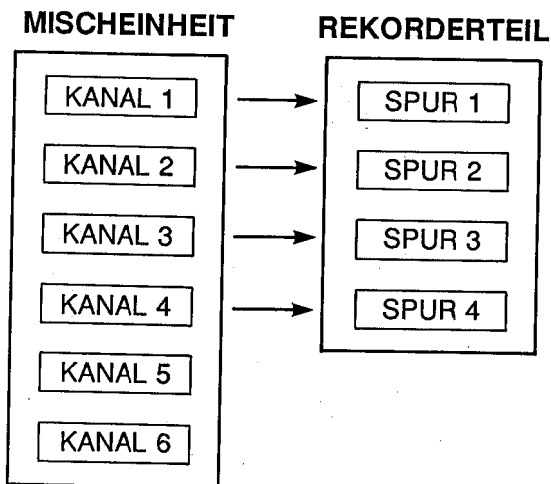 MISCHEINHEIT
KANAL 1
KANAL 2
KANAL 3
KANAL 4
KANAL 5
KANAL 6
REKORDERTEIL
SPUR 1
SPUR 2
SPUR 3
SPUR 4